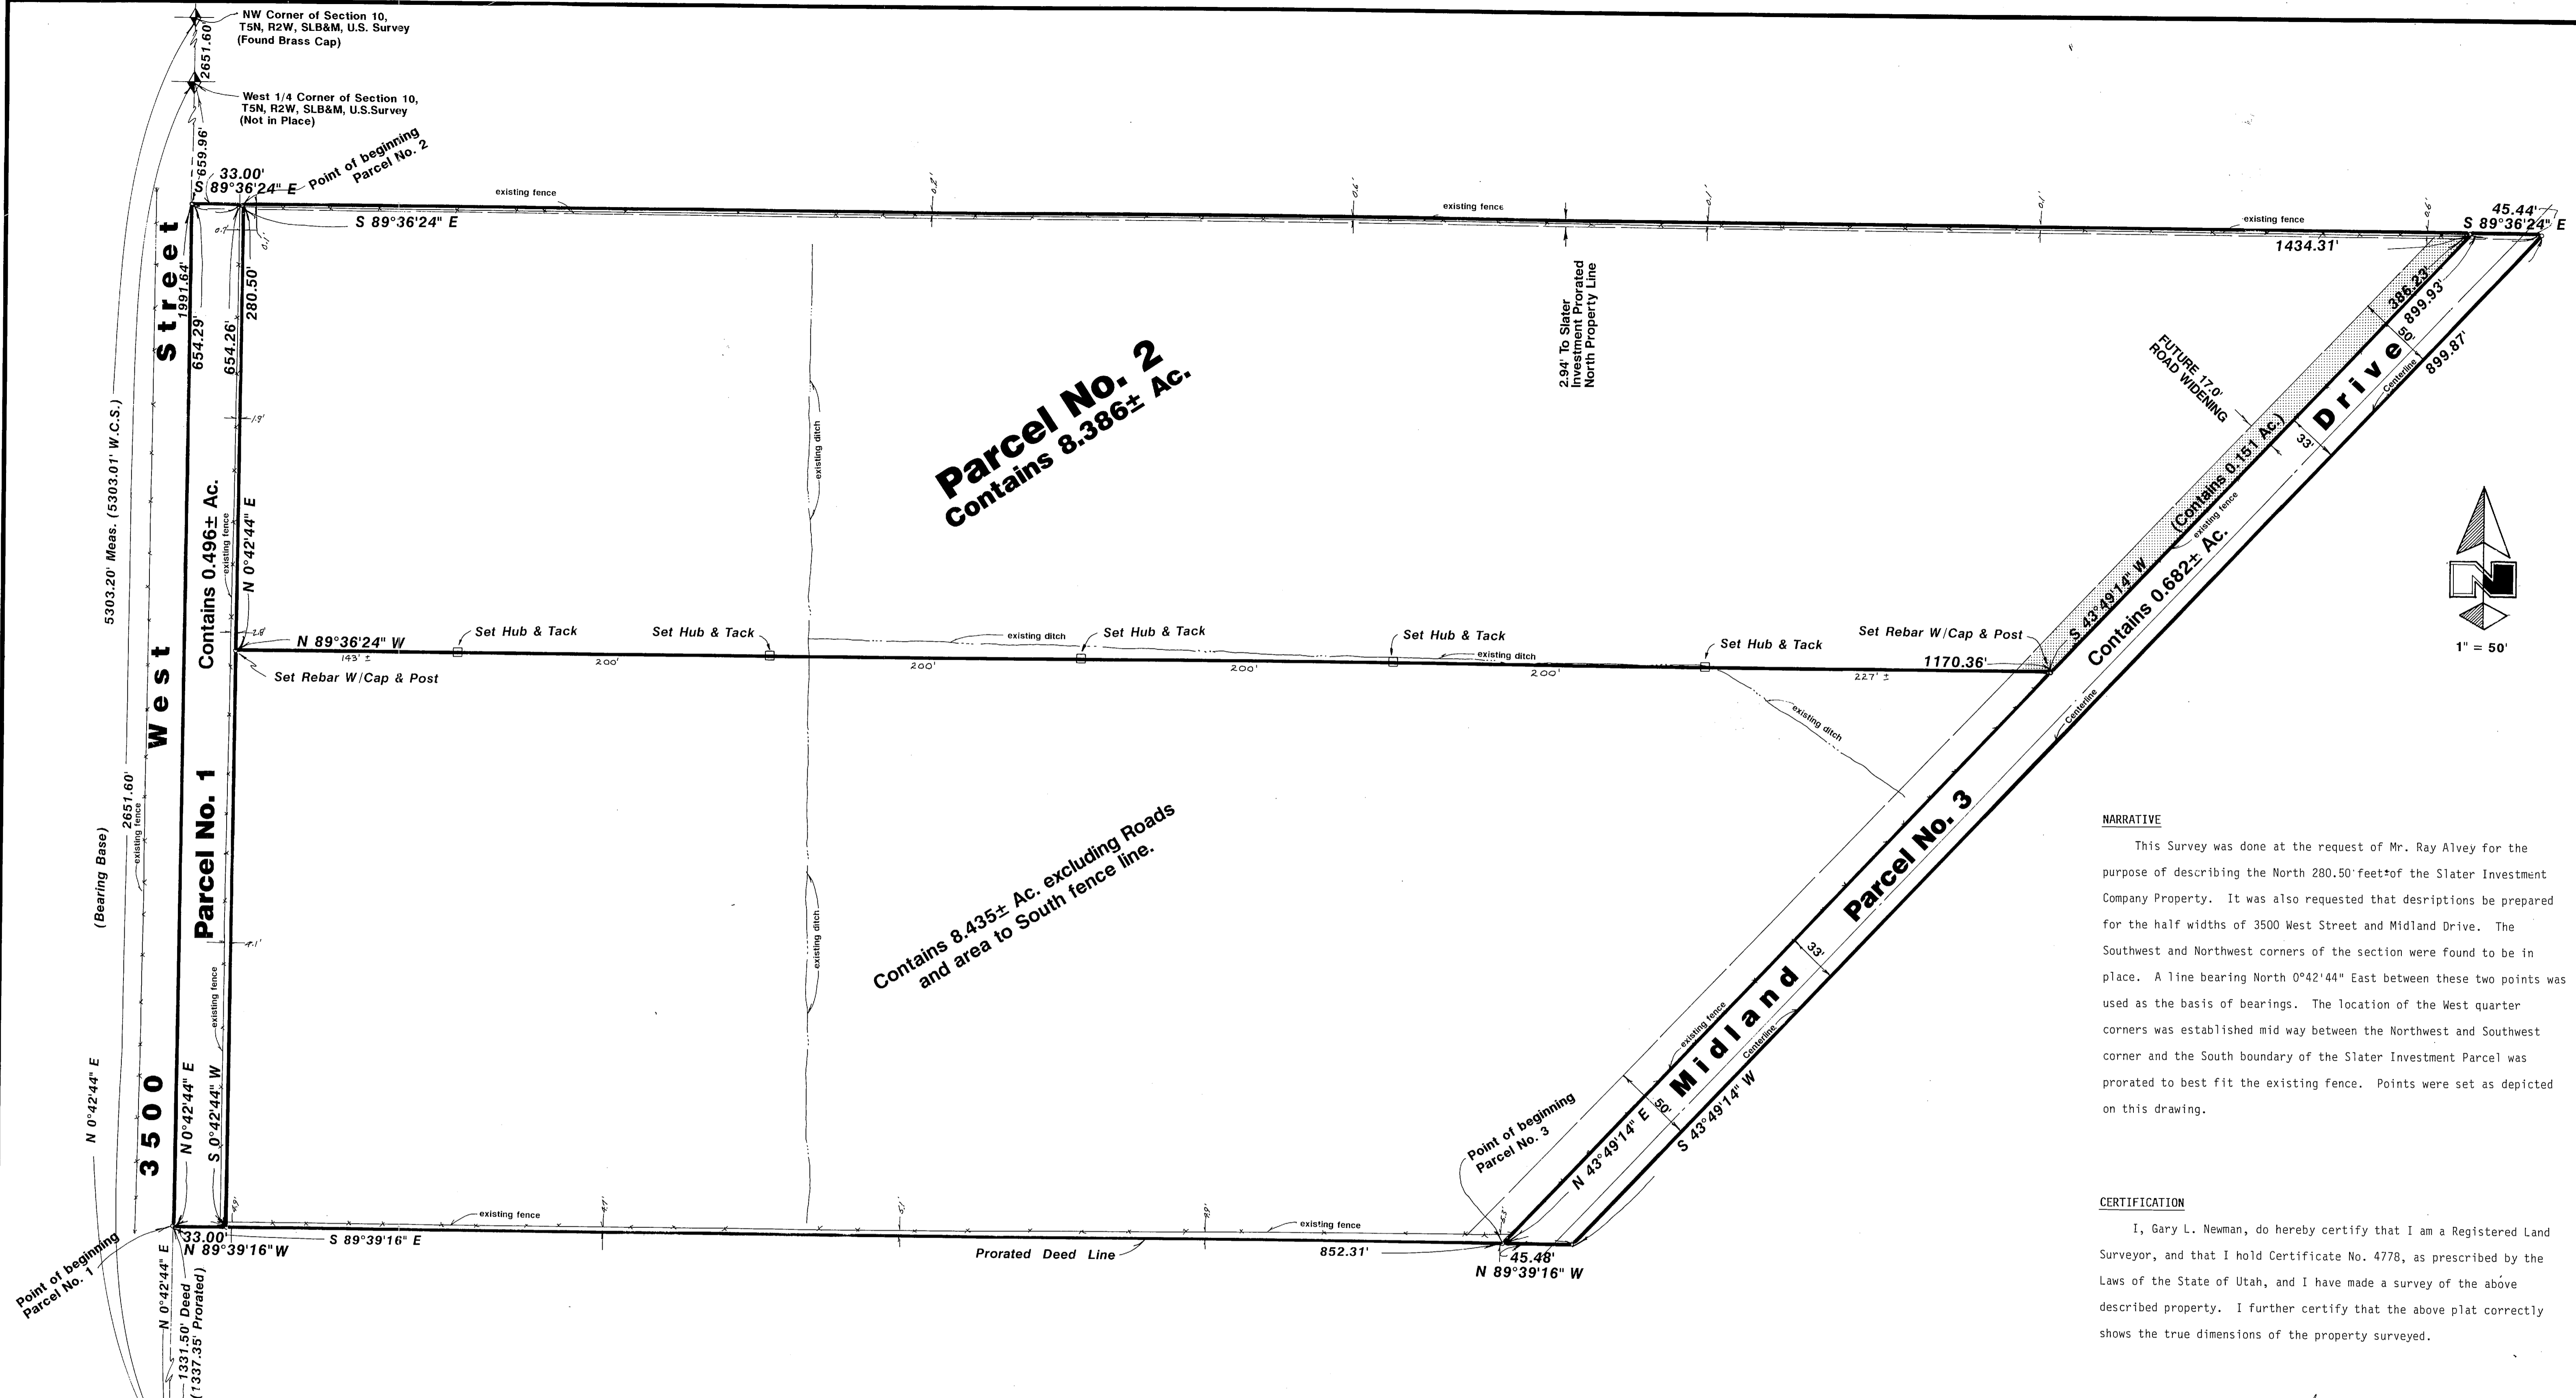 NW Corner of Section 10,
T5N, R2W, SLB&M, U.S. Survey
(Found Brass Cap)
2651.60'
West 1/4 Corner of Section 10,
T5N, R2W, SLB&M, U.S.Survey
(Not in Place)
659.96'
33.00'
S 89°36'24" E
Point of beginning
Parcel No. 2
S 89°36'24" E
existing fence
0.2'
0.6'
existing fence
0.1'
0.1'
existing fence
0.6'
45.44'
S 89°36'24" E
1434.31'
0.7'
0.1'
2.94' To Slater
Investment Prorated
North Property Line
1991.64'
654.29'
654.26'
280.50'
3500 West Street
5303.20' Meas. (5303.01' W.C.S.)
(Bearing Base)
N 0°42'44" E
2651.60'
existing fence
1.9'
2.8'
Contains 0.496± Ac.
Parcel No. 1
existing fence
N 0°42'44" E
existing ditch
Parcel No. 2
Contains 8.386± Ac.
386.23'
899.93'
50'
Centerline
899.87'
FUTURE 17.0'
ROAD WIDENING
33'
(Contains 0.151 Ac.)
existing fence
S 43°49'14" W
Contains 0.682± Ac.
Midland Drive
N
1" = 50'
N 89°36'24" W
143' ±
Set Hub & Tack
200'
Set Hub & Tack
existing ditch
200'
Set Hub & Tack
200'
Set Hub & Tack
existing ditch
200'
Set Hub & Tack
Set Rebar W/Cap & Post
1170.36'
227' ±
Set Rebar W/Cap & Post
existing ditch
Centerline
Parcel No. 3
33'
Contains 8.435± Ac. excluding Roads
and area to South fence line.
existing ditch
existing fence
N 0°42'44" E
S 0°42'44" W
existing fence
Centerline
50'
N 43°49'14" E
S 43°49'14" W
Point of beginning
Parcel No. 3
existing fence
existing fence
33.00'
N 89°39'16"W
S 89°39'16" E
Prorated Deed Line
852.31'
45.48'
N 89°39'16" W
Point of beginning
Parcel No. 1
N 0°42'44" E
1331.50' Deed
(1337.35' Prorated)
NARRATIVE
This Survey was done at the request of Mr. Ray Alvey for the
purpose of describing the North 280.50 feet± of the Slater Investment
Company Property. It was also requested that desriptions be prepared
for the half widths of 3500 West Street and Midland Drive. The
Southwest and Northwest corners of the section were found to be in
place. A line bearing North 0°42'44" East between these two points was
used as the basis of bearings. The location of the West quarter
corners was established mid way between the Northwest and Southwest
corner and the South boundary of the Slater Investment Parcel was
prorated to best fit the existing fence. Points were set as depicted
on this drawing.
CERTIFICATION
I, Gary L. Newman, do hereby certify that I am a Registered Land
Surveyor, and that I hold Certificate No. 4778, as prescribed by the
Laws of the State of Utah, and I have made a survey of the above
described property. I further certify that the above plat correctly
shows the true dimensions of the property surveyed.